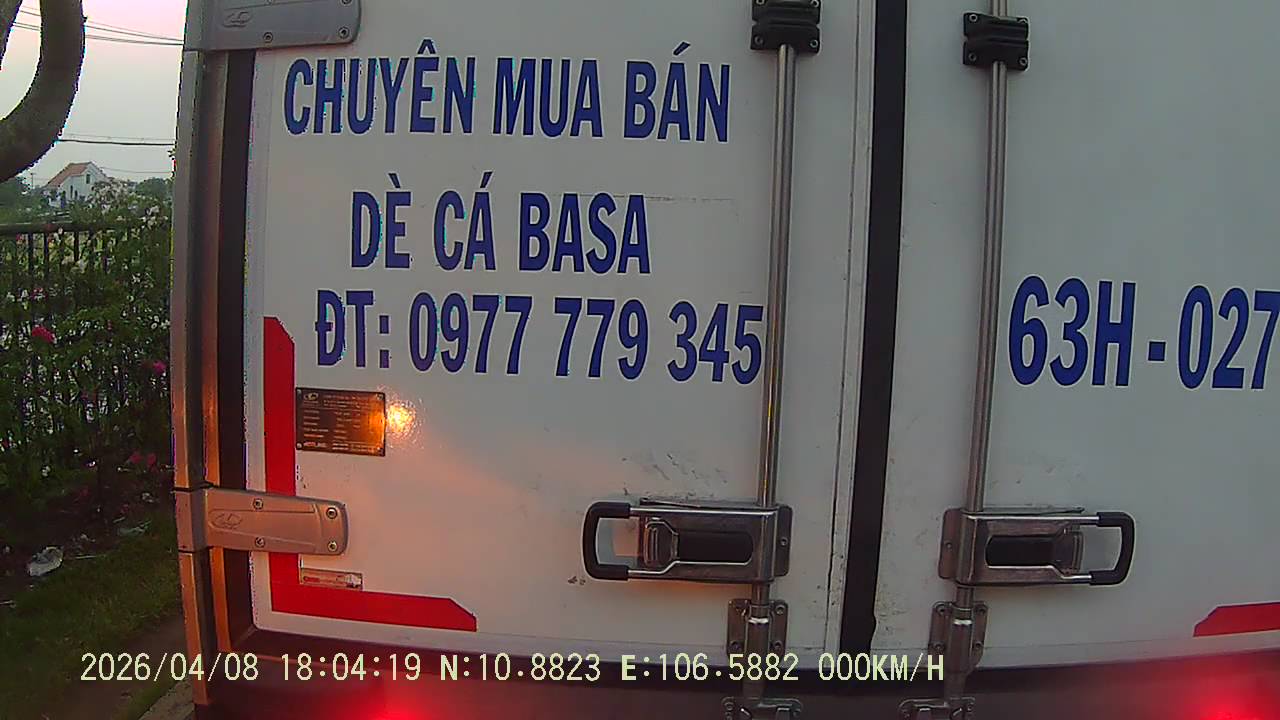 CHUYÊN MUA BÁN
DÈ CÁ BASA
ĐT: 0977 779 345
63H-027
2026/04/08 18:04:19 N:10.8823 E:106.5882 000KM/H